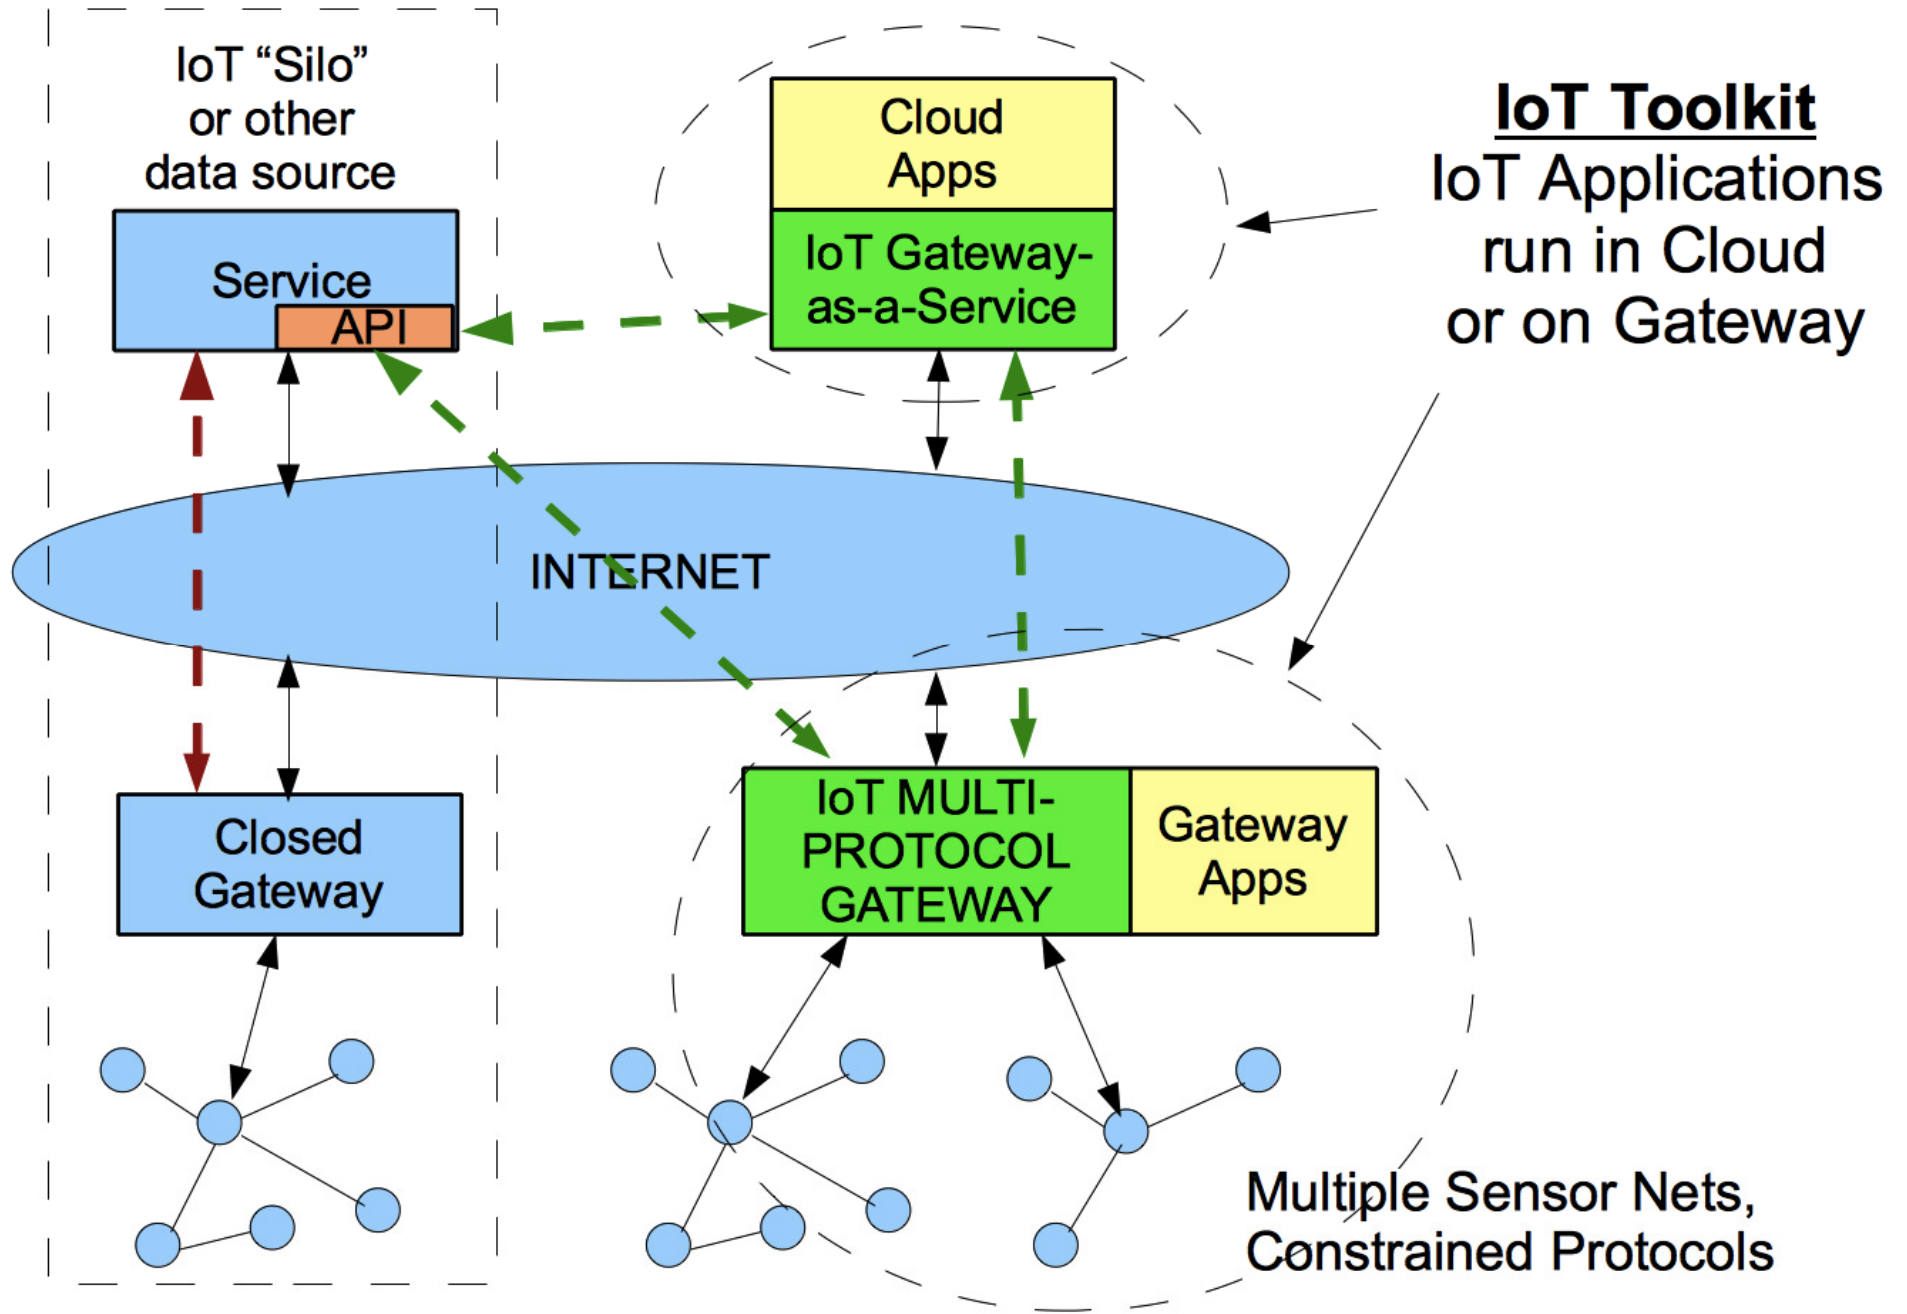 IoT “Silo”
or other
data source
Service
API
Cloud
Apps
IoT Gateway-
as-a-Service
IoT Toolkit
IoT Applications
run in Cloud
or on Gateway
INTERNET
Closed
Gateway
IoT MULTI-
PROTOCOL
GATEWAY
Gateway
Apps
Multiple Sensor Nets,
Constrained Protocols